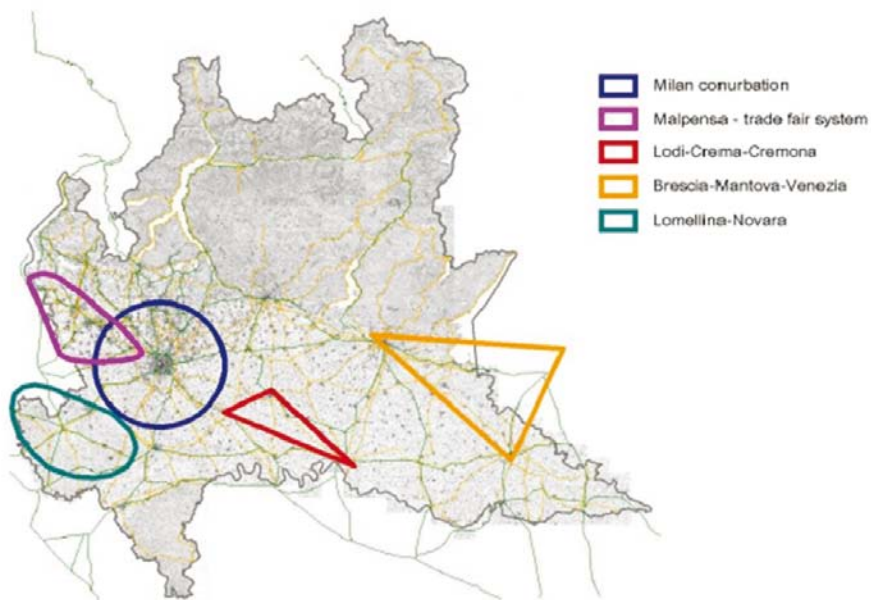 Milan conurbation
Malpensa - trade fair system
Lodi-Crema-Cremona
Brescia-Mantova-Venezia
Lomellina-Novara